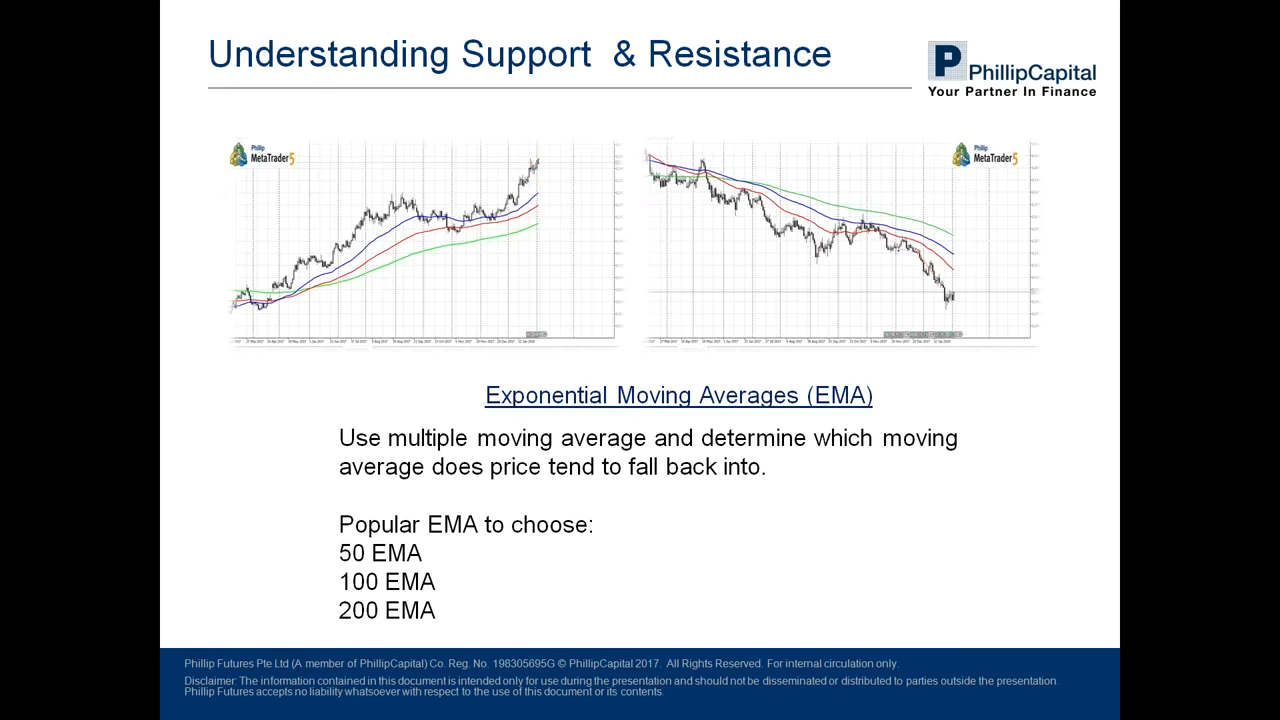 Understanding Support & Resistance
P PhillipCapital
Your Partner In Finance
Phillip
MetaTrader 5
Phillip
MetaTrader 5
Exponential Moving Averages (EMA)
Use multiple moving average and determine which moving
average does price tend to fall back into.
Popular EMA to choose:
50 EMA
100 EMA
200 EMA
Phillip Futures Pte Ltd (A member of PhillipCapital) Co. Reg. No. 198305695G © PhillipCapital 2017. All Rights Reserved. For internal circulation only.
Disclaimer: The information contained in this document is intended only for use during the presentation and should not be disseminated or distributed to parties outside the presentation.
Phillip Futures accepts no liability whatsoever with respect to the use of this document or its contents.